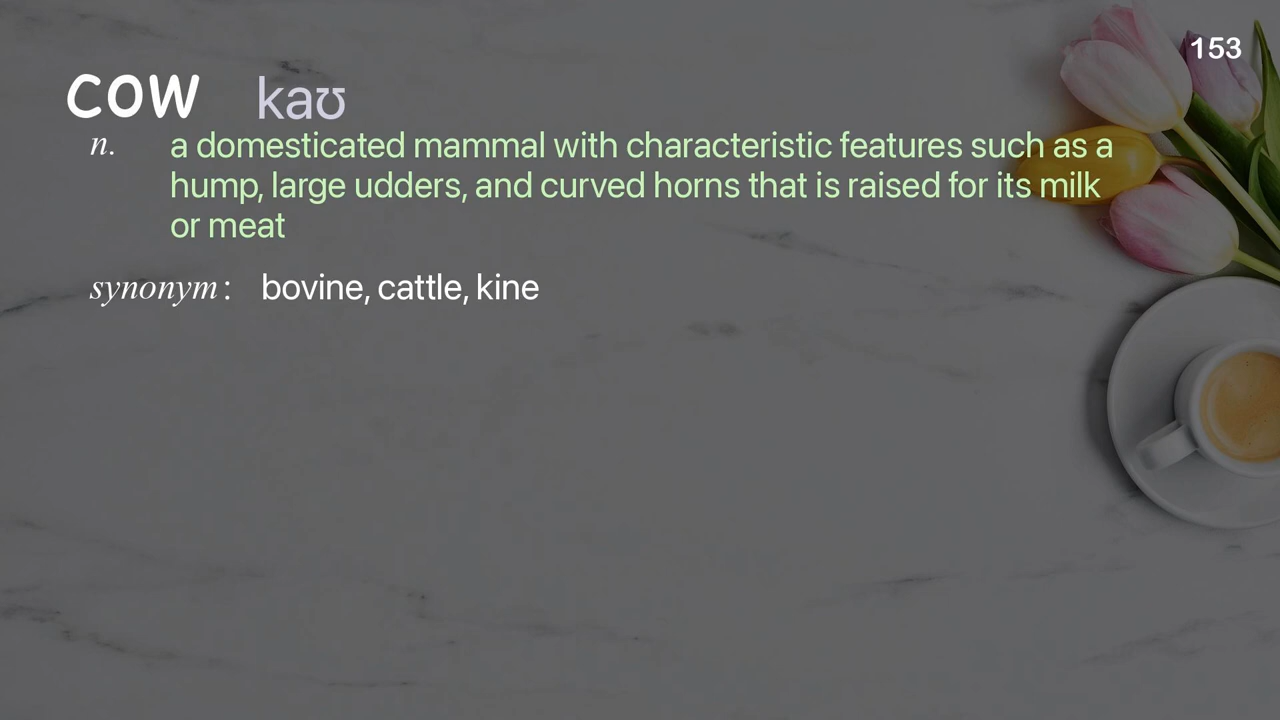 153
cow kaʊ
n. a domesticated mammal with characteristic features such as a
hump, large udders, and curved horns that is raised for its milk
or meat
synonym: bovine, cattle, kine